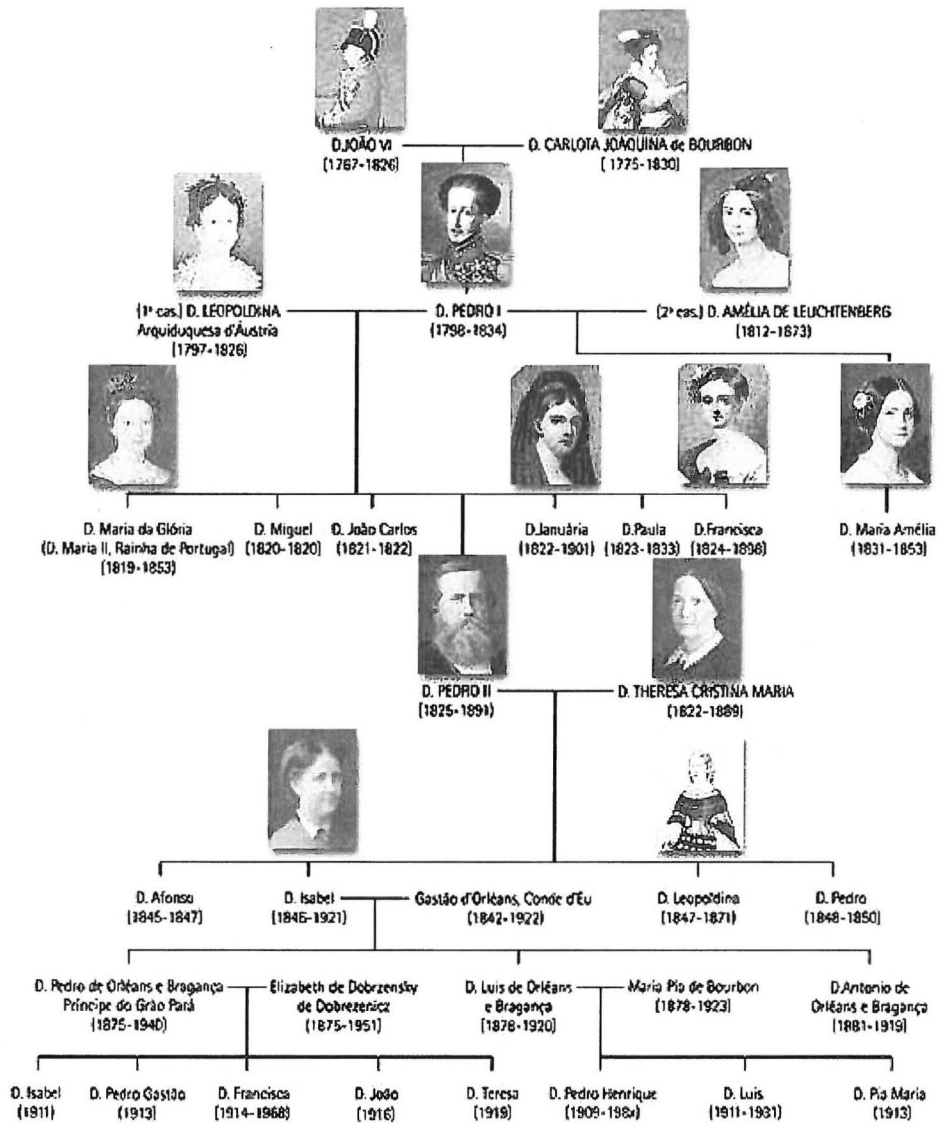 D.JOÃO VI
(1767-1826)
D. CARLOTA JOAQUINA de BOURBON
( 1775-1830)
(1ª cas.) D. LEOPOLDINA
Arquiduquesa d'Áustria
(1797-1826)
D. PEDRO I
(1798-1834)
(2ª cas.) D. AMÉLIA DE LEUCHTENBERG
(1812-1873)
D. Maria da Glória
(D. Maria II, Rainha de Portugal)
(1819-1853)
D. Miguel
(1820-1820)
D. João Carlos
(1821-1822)
D.Januária
(1822-1901)
D.Paula
(1823-1833)
D.Francisca
(1824-1898)
D. Maria Amélia
(1831-1853)
D. PEDRO II
(1825-1891)
D. THERESA CRISTINA MARIA
(1822-1889)
D. Afonso
(1845-1847)
D. Isabel
(1846-1921)
Gastão d'Orléans, Conde d'Eu
(1842-1922)
D. Leopoldina
(1847-1871)
D. Pedro
(1848-1850)
D. Pedro de Orléans e Bragança
Príncipe do Grão Pará
(1875-1940)
Elizabeth de Dobrzensky
de Dobrezenicz
(1875-1951)
D. Luis de Orléans
e Bragança
(1878-1920)
Maria Pia de Bourbon
(1878-1923)
D.Antonio de
Orléans e Bragança
(1881-1919)
D. Isabel
(1911)
D. Pedro Gastão
(1913)
D. Francisca
(1914-1968)
D. João
(1916)
D. Teresa
(1919)
D. Pedro Henrique
D. Luis
(1911-1931)
D. Pia Maria
(1913)